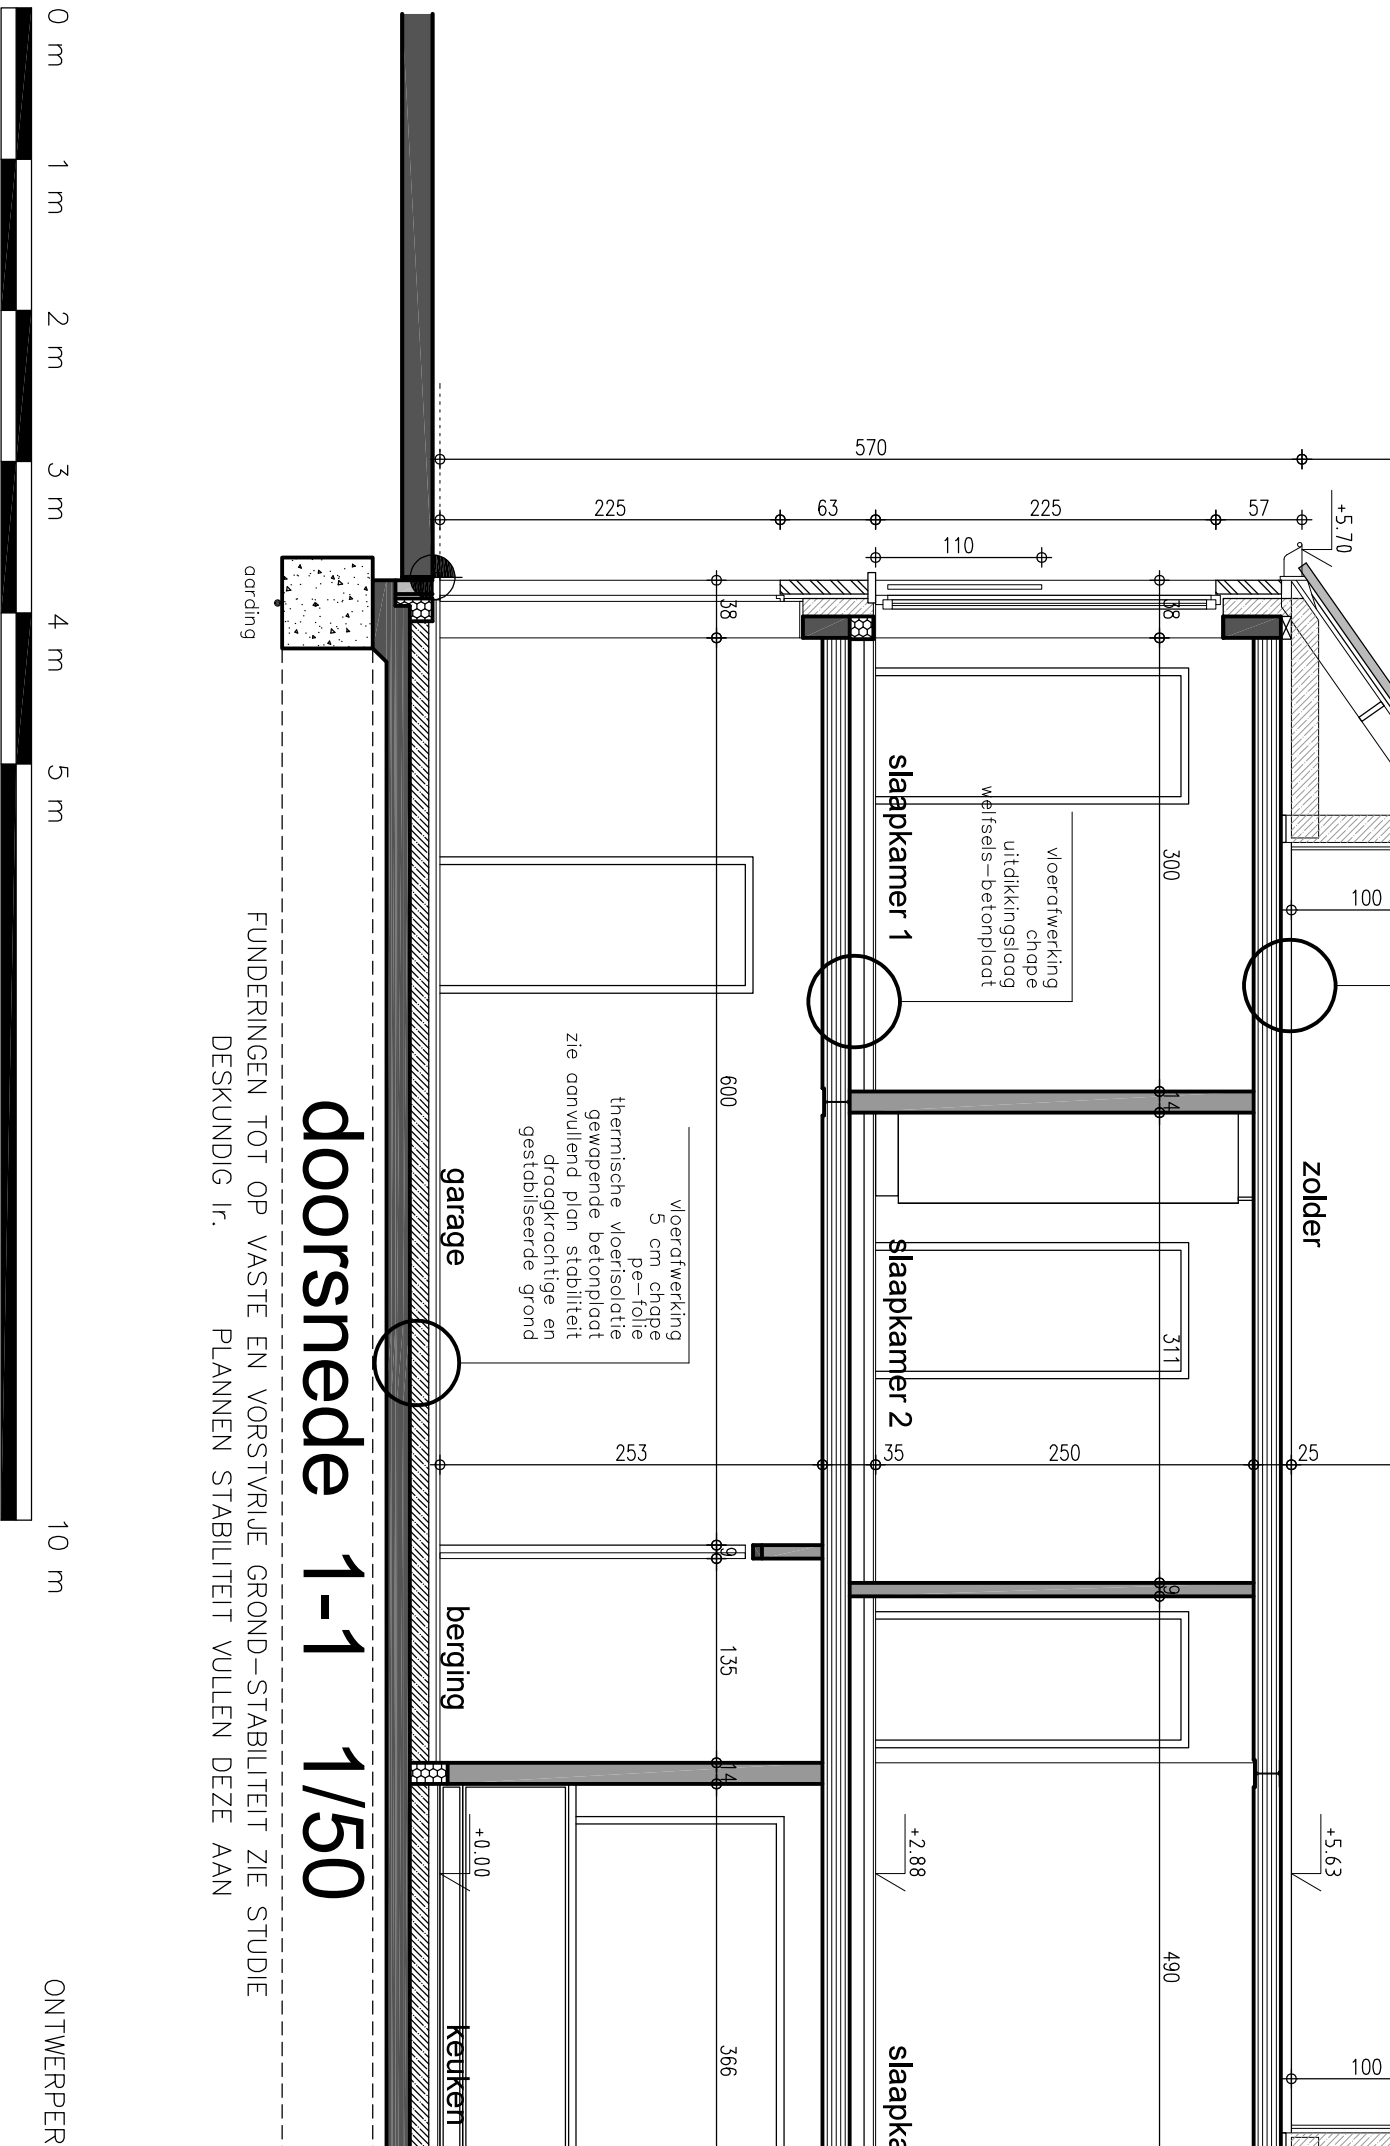 0 m
1 m
2 m
3 m
4 m
5 m
10 m
570
225
63
225
57
110
+5.70
38
38
aarding
slaapkamer 1
vloerafwerking
chape
uitdikkingslaag
welfsels-betonplaat
300
100
zolder
600
14
garage
vloerafwerking
5 cm chape
pe-folie
thermische vloerisolatie
gewapende betonplaat
zie aanvullend plan stabiliteit
draagkrachtige en
gestabiliseerde grond
slaapkamer 2
311
253
35
250
25
9
9
berging
135
14
+0.00
+2.88
+5.63
490
366
100
keuken
slaapka
doorsnede 1-1 1/50
FUNDERINGEN TOT OP VASTE EN VORSTVRIJE GROND-STABILITEIT ZIE STUDIE
DESKUNDIG Ir. PLANNEN STABILITEIT VULLEN DEZE AAN
ONTWERPER